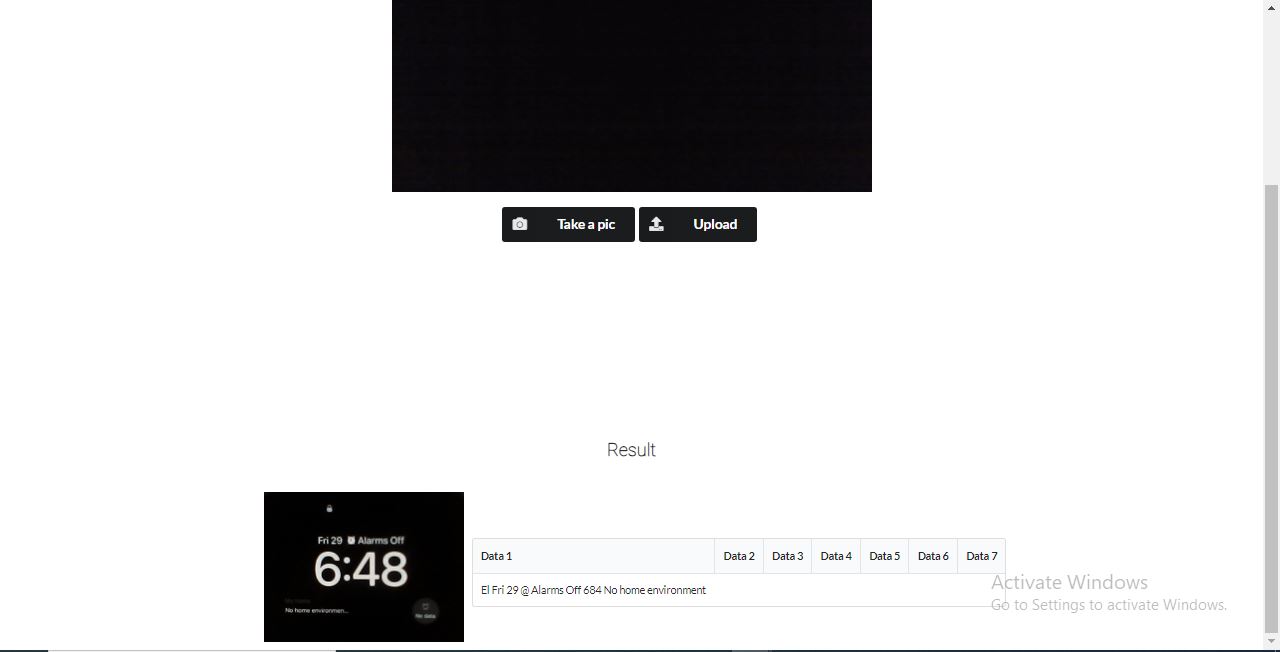 Take a pic
Upload
Result
Fri 29 Alarms Off
6:48
My Home
No home environmen...
No data
Data 1 Data 2 Data 3 Data 4 Data 5 Data 6 Data 7
El Fri 29 @ Alarms Off 684 No home environment
Activate Windows
Go to Settings to activate Windows.